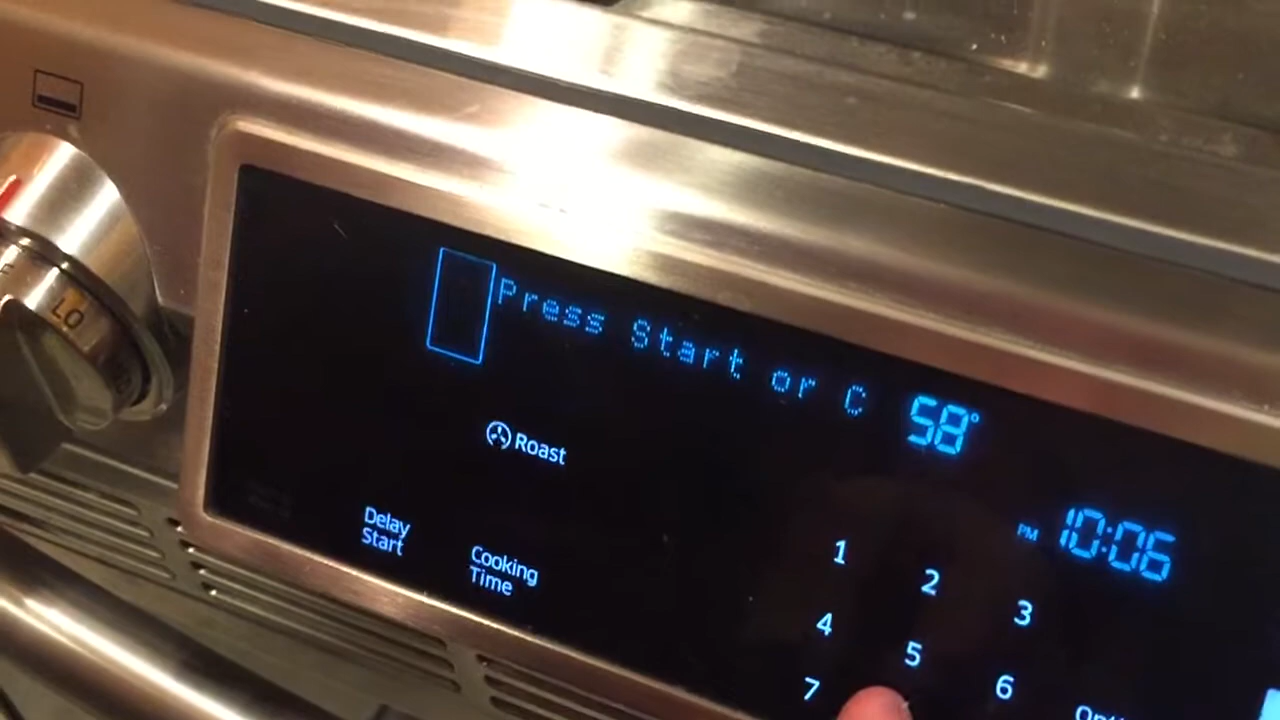 LO
Press Start or C
58°
Roast
PM 10:06
Delay
Start
Cooking
Time
1 2 3
4 5 6
7